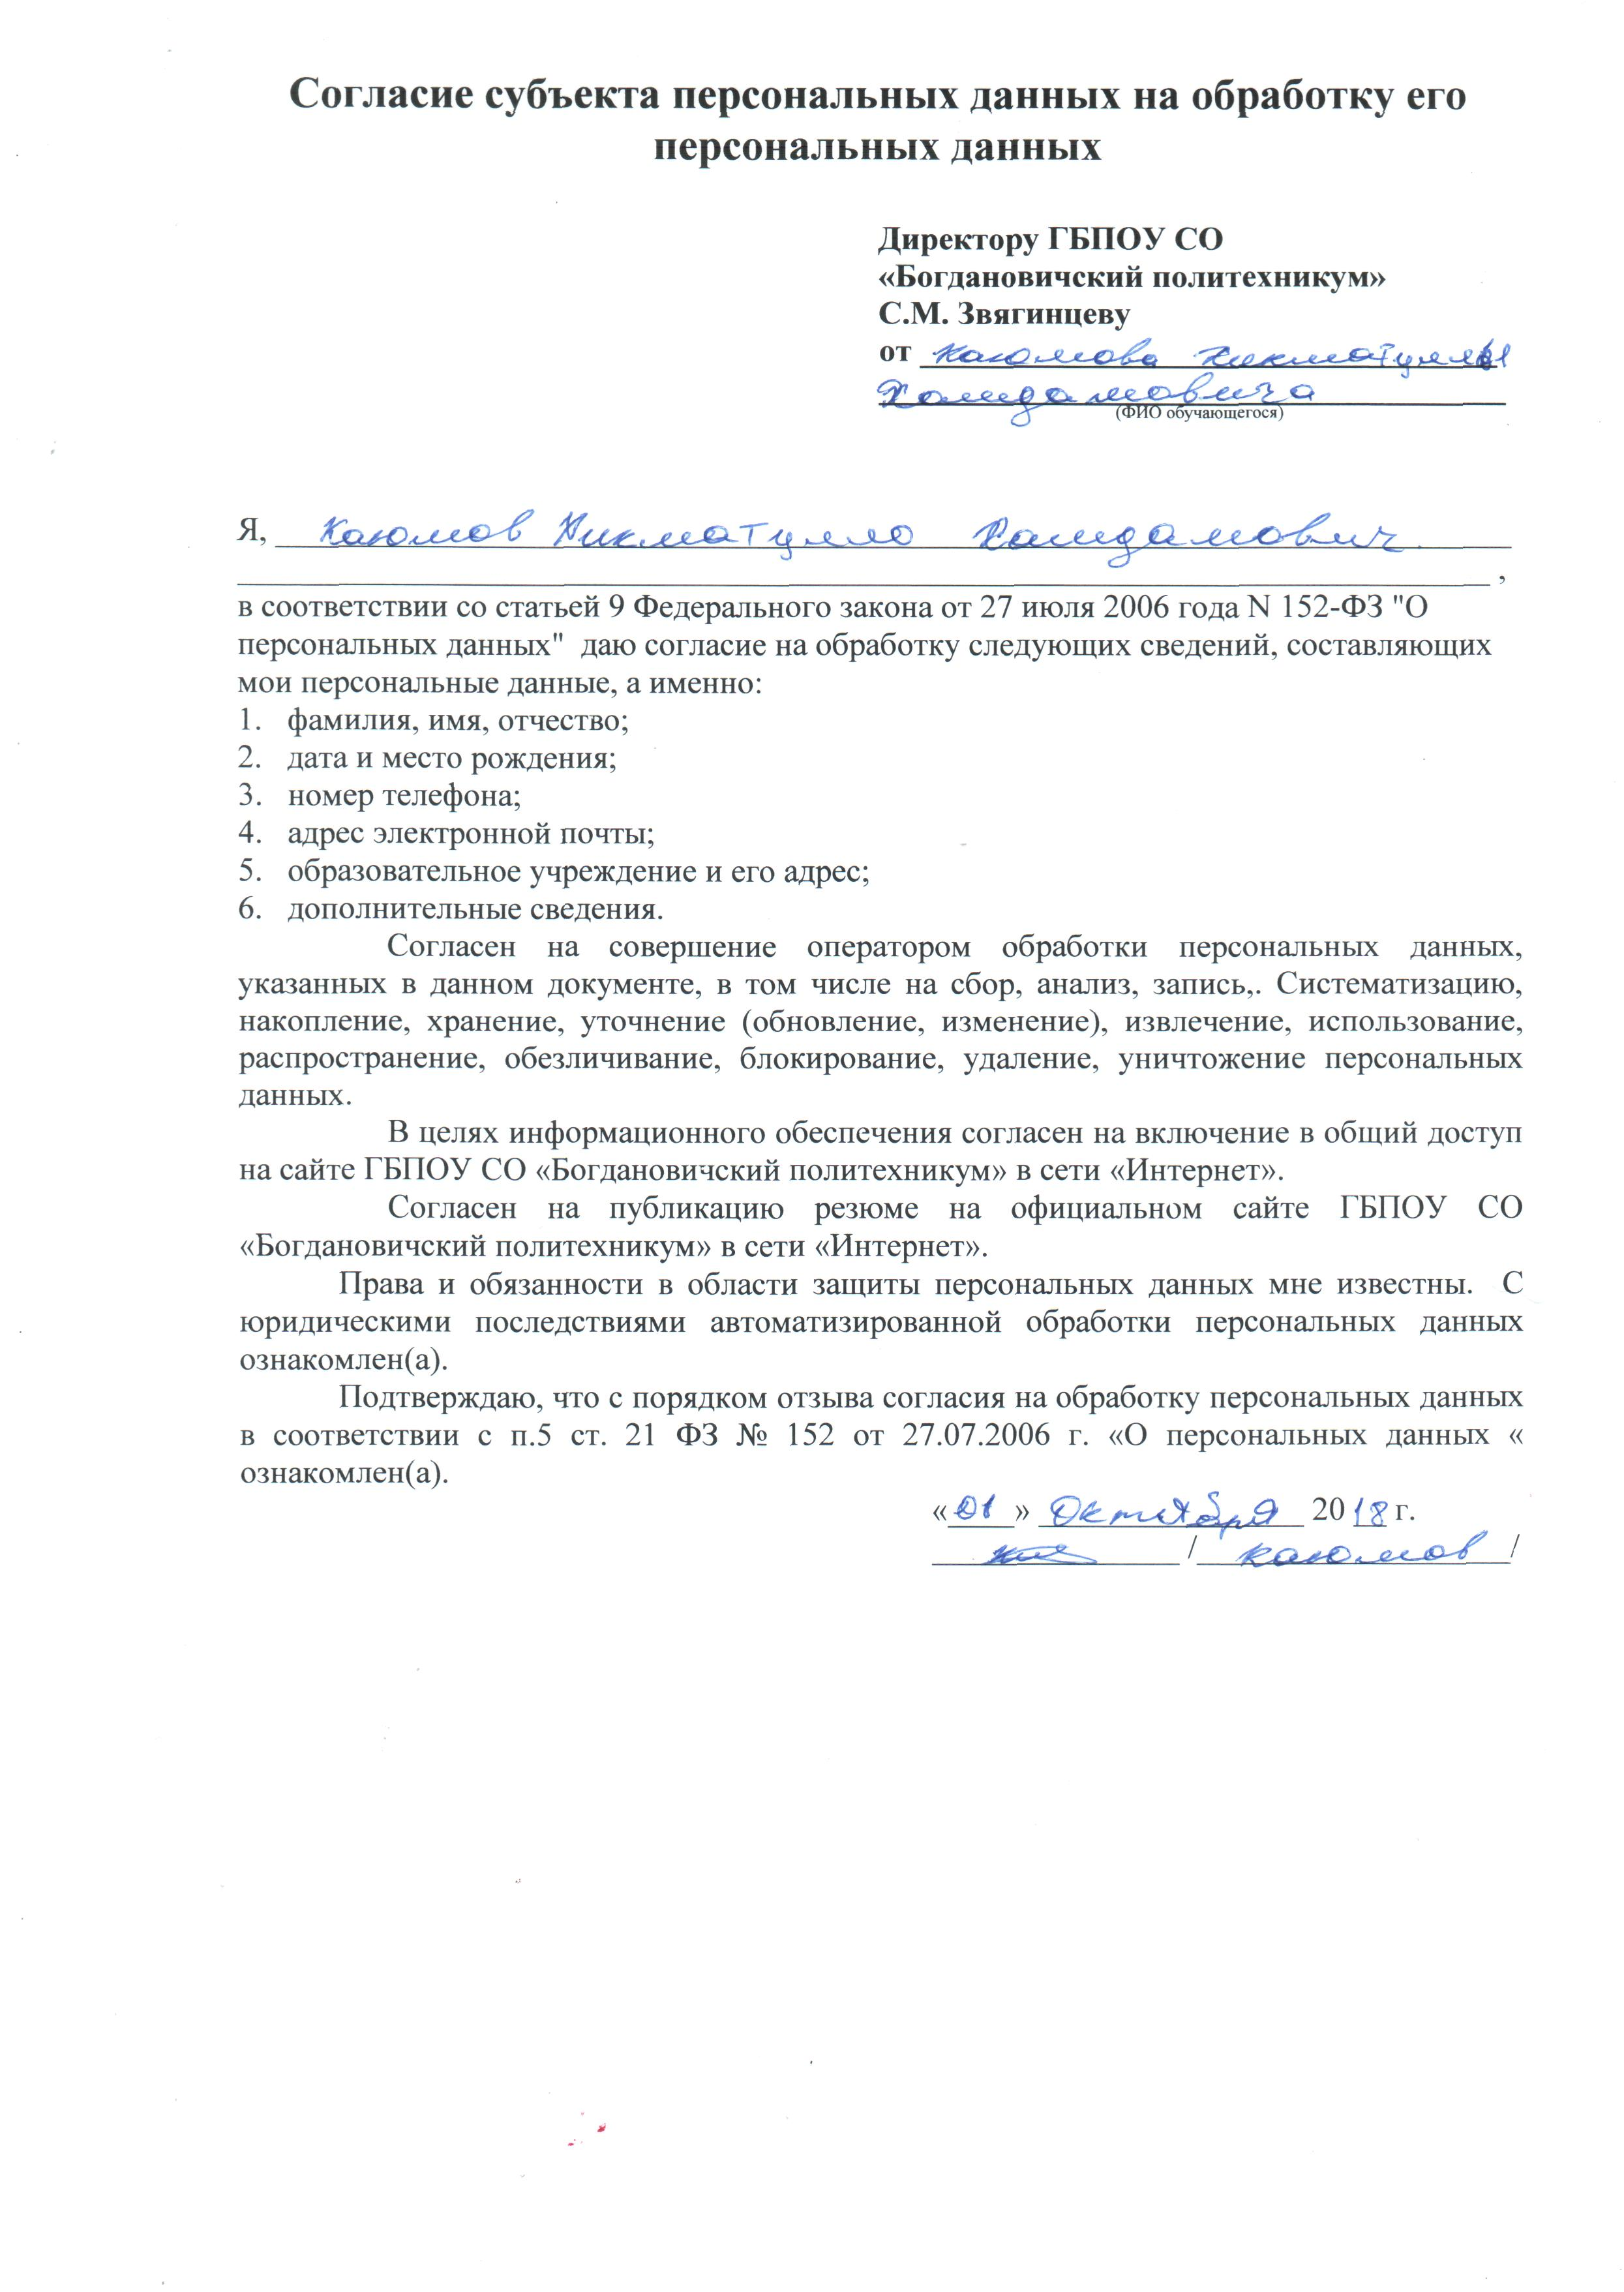 Согласие субъекта персональных данных на обработку его
персональных данных
Директору ГБПОУ СО
«Богдановичский политехникум»
С.М. Звягинцеву
от Каюмова Хикматуллы
Хамдамовича
(ФИО обучающегося)
Я, Каюмов Хикматулло Хамдамович
,
в соответствии со статьей 9 Федерального закона от 27 июля 2006 года N 152-ФЗ "О
персональных данных" даю согласие на обработку следующих сведений, составляющих
мои персональные данные, а именно:
1. фамилия, имя, отчество;
2. дата и место рождения;
3. номер телефона;
4. адрес электронной почты;
5. образовательное учреждение и его адрес;
6. дополнительные сведения.
Согласен на совершение оператором обработки персональных данных,
указанных в данном документе, в том числе на сбор, анализ, запись,. Систематизацию,
накопление, хранение, уточнение (обновление, изменение), извлечение, использование,
распространение, обезличивание, блокирование, удаление, уничтожение персональных
данных.
В целях информационного обеспечения согласен на включение в общий доступ
на сайте ГБПОУ СО «Богдановичский политехникум» в сети «Интернет».
Согласен на публикацию резюме на официальном сайте ГБПОУ СО
«Богдановичский политехникум» в сети «Интернет».
Права и обязанности в области защиты персональных данных мне известны. С
юридическими последствиями автоматизированной обработки персональных данных
ознакомлен(а).
Подтверждаю, что с порядком отзыва согласия на обработку персональных данных
в соответствии с п.5 ст. 21 ФЗ № 152 от 27.07.2006 г. «О персональных данных «
ознакомлен(а).
«01» Октября 2018 г.
/ Каюмов /